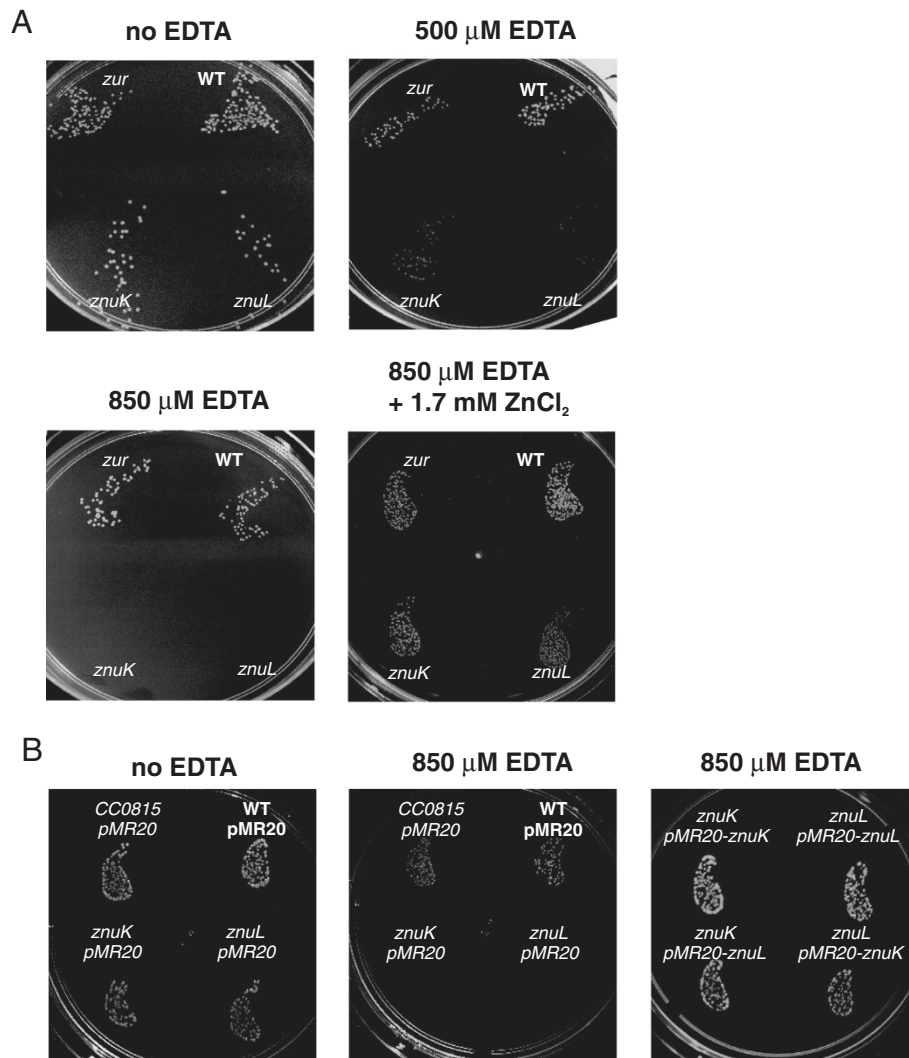 A
no EDTA
500 μM EDTA
zur
WT
zur
WT
znuK
znuL
znuK
znuL
850 μM EDTA
850 μM EDTA
+ 1.7 mM ZnCl₂
zur
WT
zur
WT
znuK
znuL
znuK
znuL
B
no EDTA
850 μM EDTA
850 μM EDTA
CC0815
pMR20
WT
pMR20
CC0815
pMR20
WT
pMR20
znuK
pMR20-znuK
znuL
pMR20-znuL
znuK
pMR20
znuL
pMR20
znuK
pMR20
znuL
pMR20
znuK
pMR20-znuL
znuL
pMR20-znuK